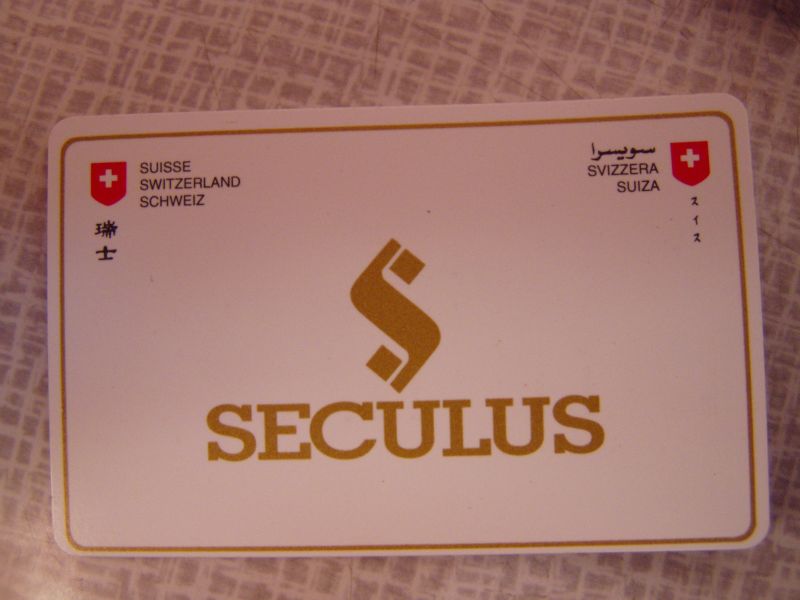 SUISSE
SWITZERLAND
SCHWEIZ
瑞
士
سويسرا
SVIZZERA
SUIZA
ス
イ
ス
SECULUS